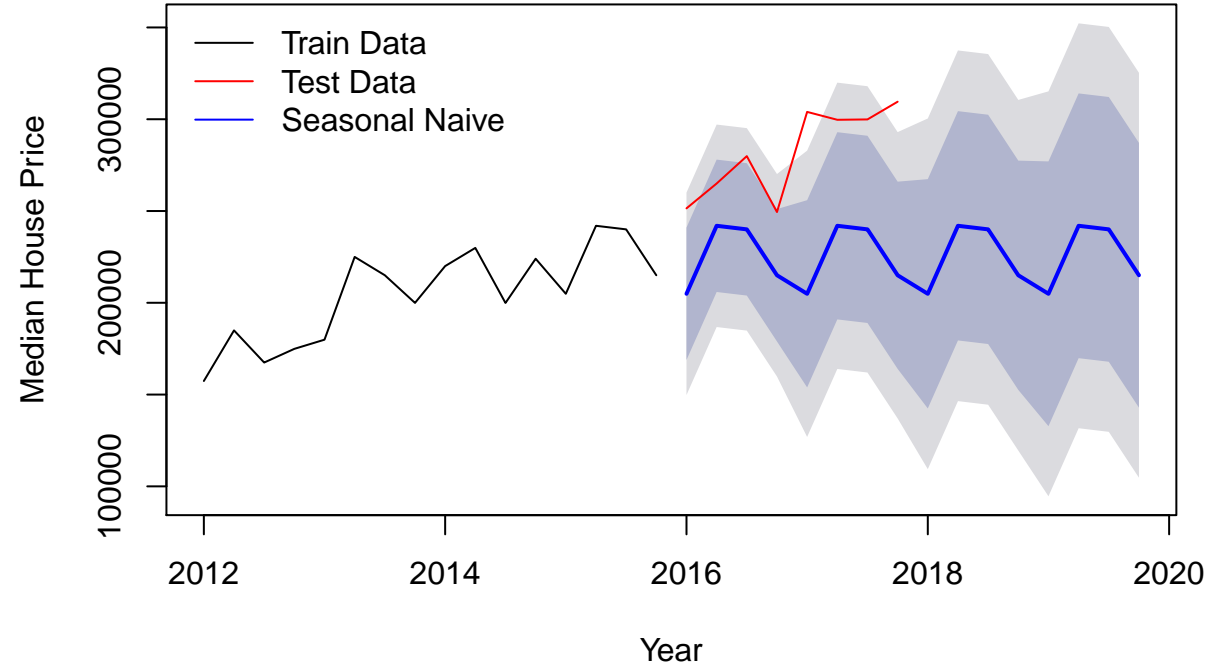 Train Data
Test Data
Seasonal Naive
Median House Price
300000
200000
100000
2012 2014 2016 2018 2020
Year